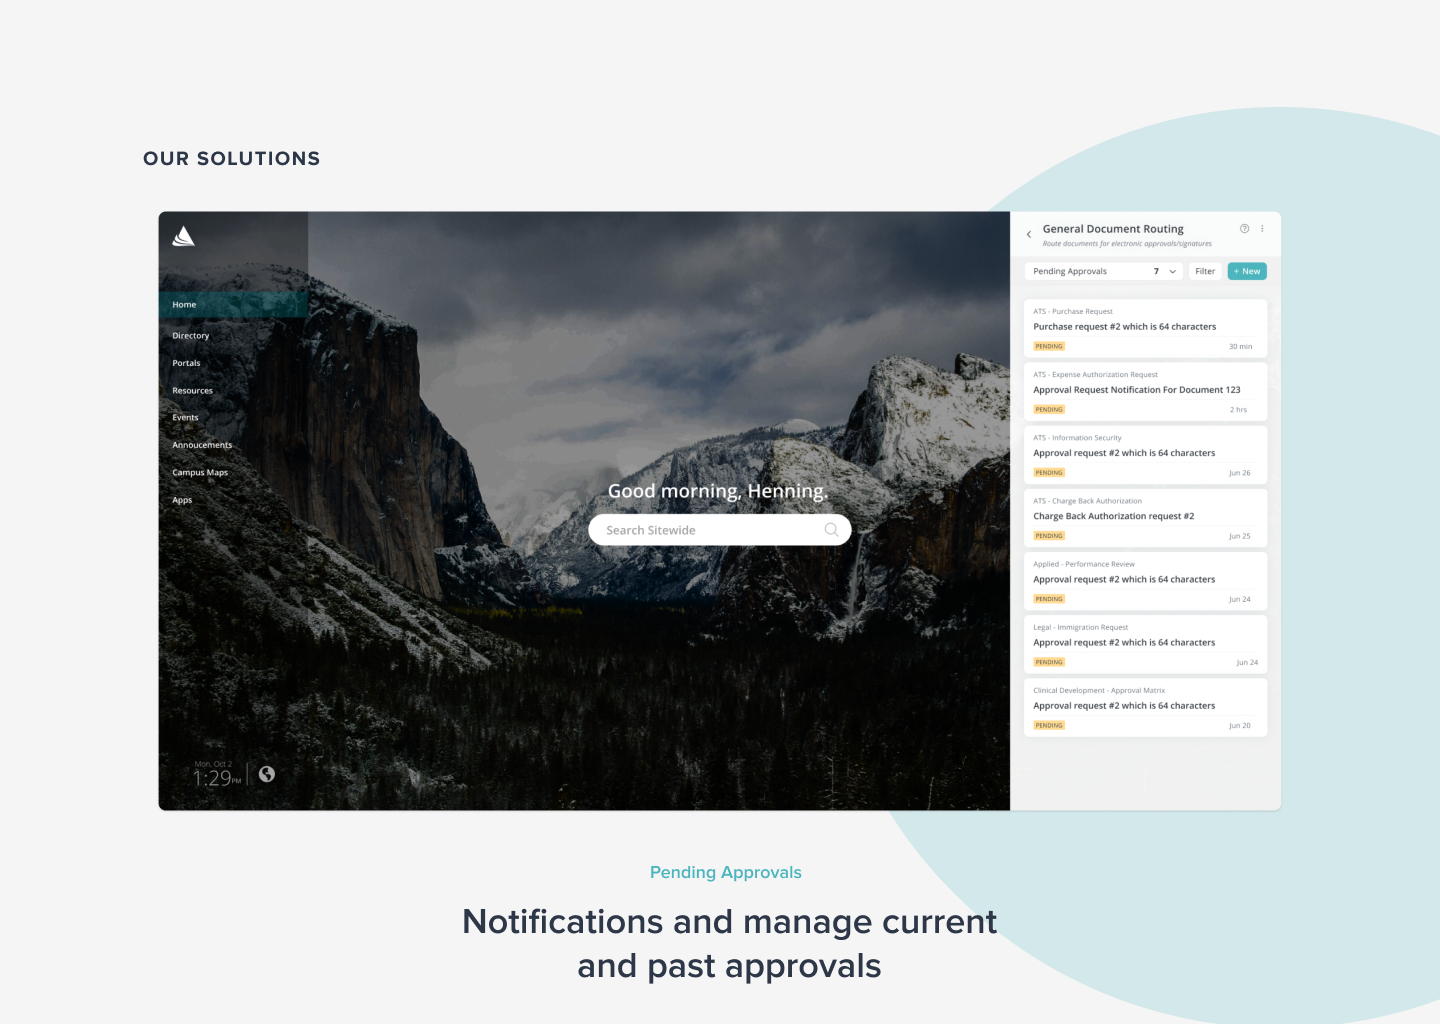 OUR SOLUTIONS
Home
Directory
Portals
Resources
Events
Annoucements
Campus Maps
Apps
Mon, Oct 2
1:29PM
Good morning, Henning.
Search Sitewide
General Document Routing
Route documents for electronic approvals/signatures
Pending Approvals 7 Filter + New
ATS - Purchase Request
Purchase request #2 which is 64 characters
PENDING 30 min
ATS - Expense Authorization Request
Approval Request Notification For Document 123
PENDING 2 hrs
ATS - Information Security
Approval request #2 which is 64 characters
PENDING Jun 26
ATS - Charge Back Authorization
Charge Back Authorization request #2
PENDING Jun 25
Applied - Performance Review
Approval request #2 which is 64 characters
PENDING Jun 24
Legal - Immigration Request
Approval request #2 which is 64 characters
PENDING Jun 24
Clinical Development - Approval Matrix
Approval request #2 which is 64 characters
PENDING Jun 20
Pending Approvals
Notifications and manage current
and past approvals